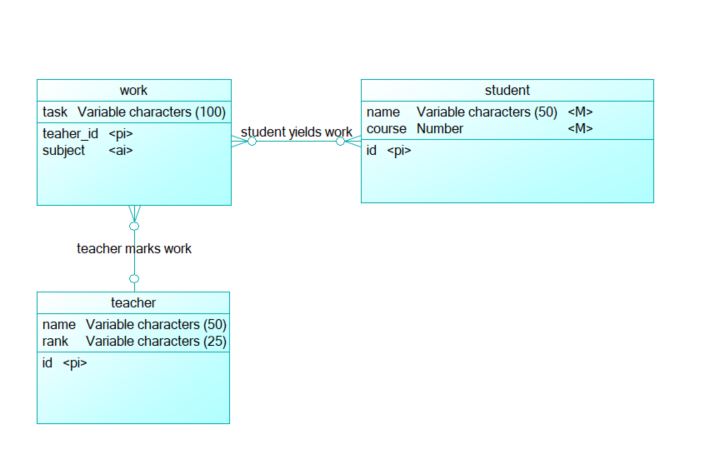 work
task Variable characters (100)
teaher_id <pi>
subject <ai>
student yields work
student
name Variable characters (50) <M>
course Number <M>
id <pi>
teacher marks work
teacher
name Variable characters (50)
rank Variable characters (25)
id <pi>